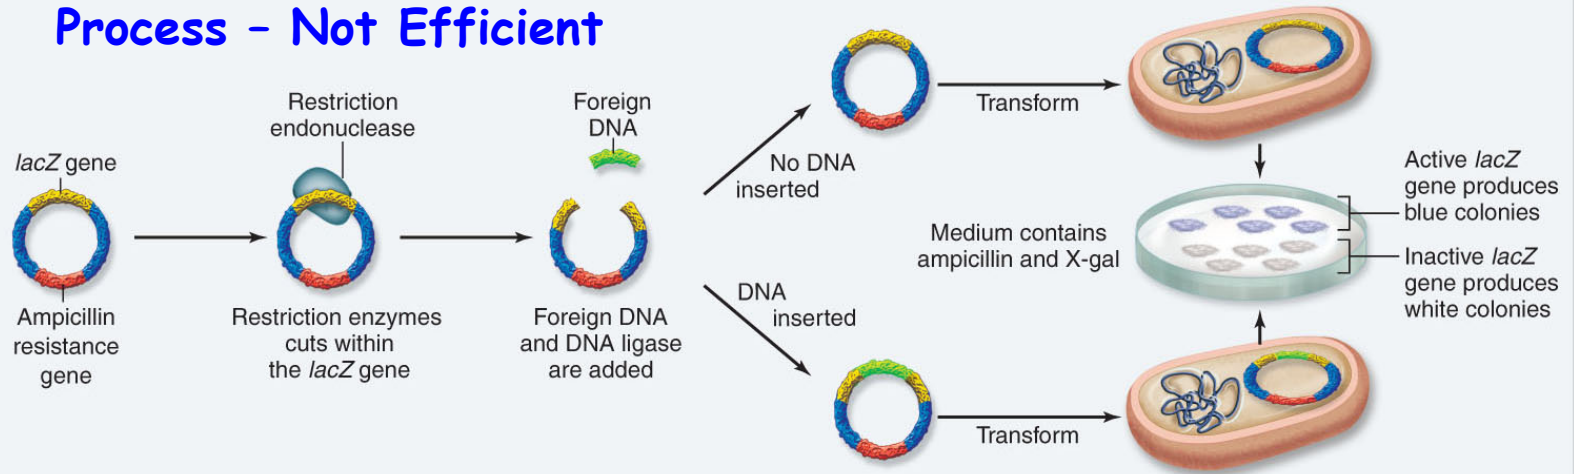 Process – Not Efficient
lacZ gene
Ampicillin
resistance
gene
Restriction
endonuclease
Restriction enzymes
cuts within
the lacZ gene
Foreign
DNA
Foreign DNA
and DNA ligase
are added
No DNA
inserted
DNA
inserted
Transform
Transform
Medium contains
ampicillin and X-gal
Active lacZ
gene produces
blue colonies
Inactive lacZ
gene produces
white colonies